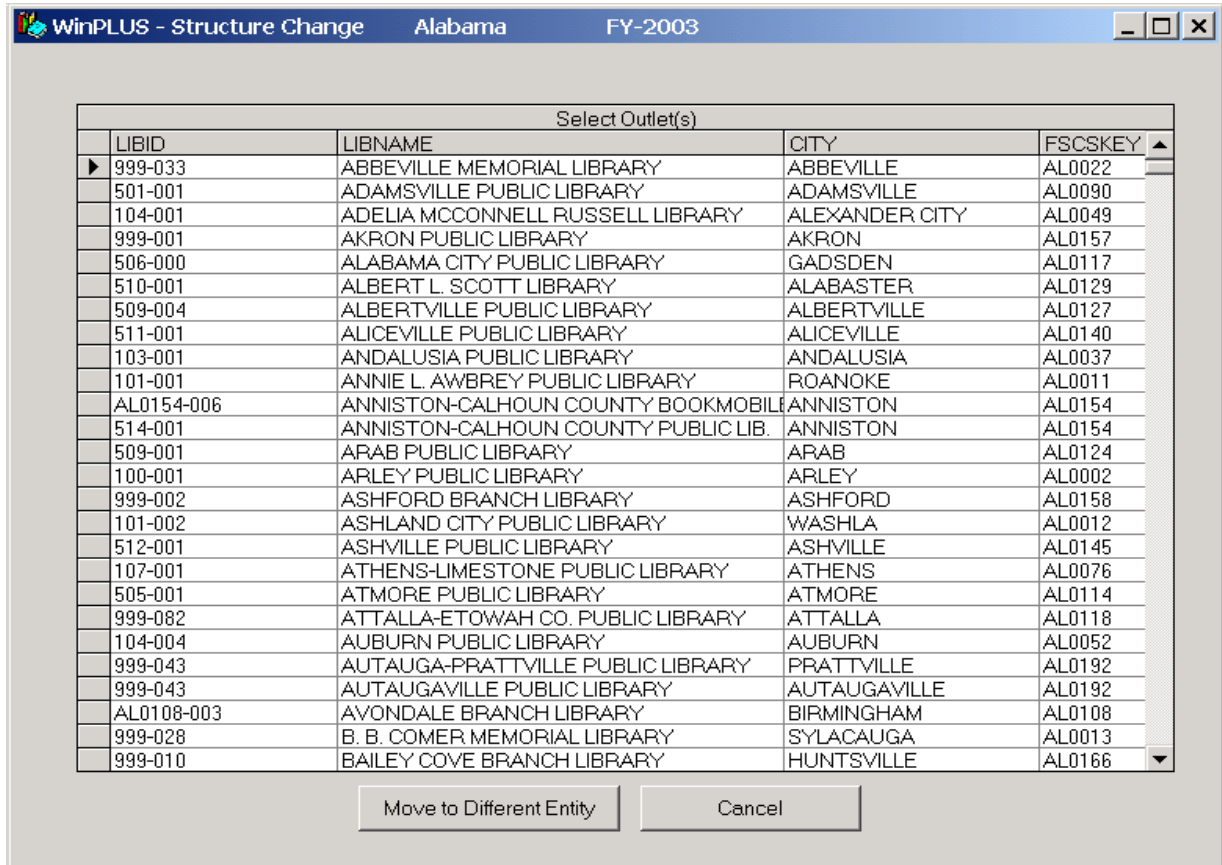 WinPLUS - Structure Change Alabama FY-2003
Select Outlet(s)
LIBID LIBNAME CITY FSCSKEY
999-033 ABBEVILLE MEMORIAL LIBRARY ABBEVILLE AL0022
501-001 ADAMSVILLE PUBLIC LIBRARY ADAMSVILLE AL0090
104-001 ADELIA MCCONNELL RUSSELL LIBRARY ALEXANDER CITY AL0049
999-001 AKRON PUBLIC LIBRARY AKRON AL0157
506-000 ALABAMA CITY PUBLIC LIBRARY GADSDEN AL0117
510-001 ALBERT L. SCOTT LIBRARY ALABASTER AL0129
509-004 ALBERTVILLE PUBLIC LIBRARY ALBERTVILLE AL0127
511-001 ALICEVILLE PUBLIC LIBRARY ALICEVILLE AL0140
103-001 ANDALUSIA PUBLIC LIBRARY ANDALUSIA AL0037
101-001 ANNIE L. AWBREY PUBLIC LIBRARY ROANOKE AL0011
AL0154-006 ANNISTON-CALHOUN COUNTY BOOKMOBILE ANNISTON AL0154
514-001 ANNISTON-CALHOUN COUNTY PUBLIC LIB. ANNISTON AL0154
509-001 ARAB PUBLIC LIBRARY ARAB AL0124
100-001 ARLEY PUBLIC LIBRARY ARLEY AL0002
999-002 ASHFORD BRANCH LIBRARY ASHFORD AL0158
101-002 ASHLAND CITY PUBLIC LIBRARY WASHLA AL0012
512-001 ASHVILLE PUBLIC LIBRARY ASHVILLE AL0145
107-001 ATHENS-LIMESTONE PUBLIC LIBRARY ATHENS AL0076
505-001 ATMORE PUBLIC LIBRARY ATMORE AL0114
999-082 ATTALLA-ETOWAH CO. PUBLIC LIBRARY ATTALLA AL0118
104-004 AUBURN PUBLIC LIBRARY AUBURN AL0052
999-043 AUTAUGA-PRATTVILLE PUBLIC LIBRARY PRATTVILLE AL0192
999-043 AUTAUGAVILLE PUBLIC LIBRARY AUTAUGAVILLE AL0192
AL0108-003 AVONDALE BRANCH LIBRARY BIRMINGHAM AL0108
999-028 B. B. COMER MEMORIAL LIBRARY SYLACAUGA AL0013
999-010 BAILEY COVE BRANCH LIBRARY HUNTSVILLE AL0166
Move to Different Entity Cancel